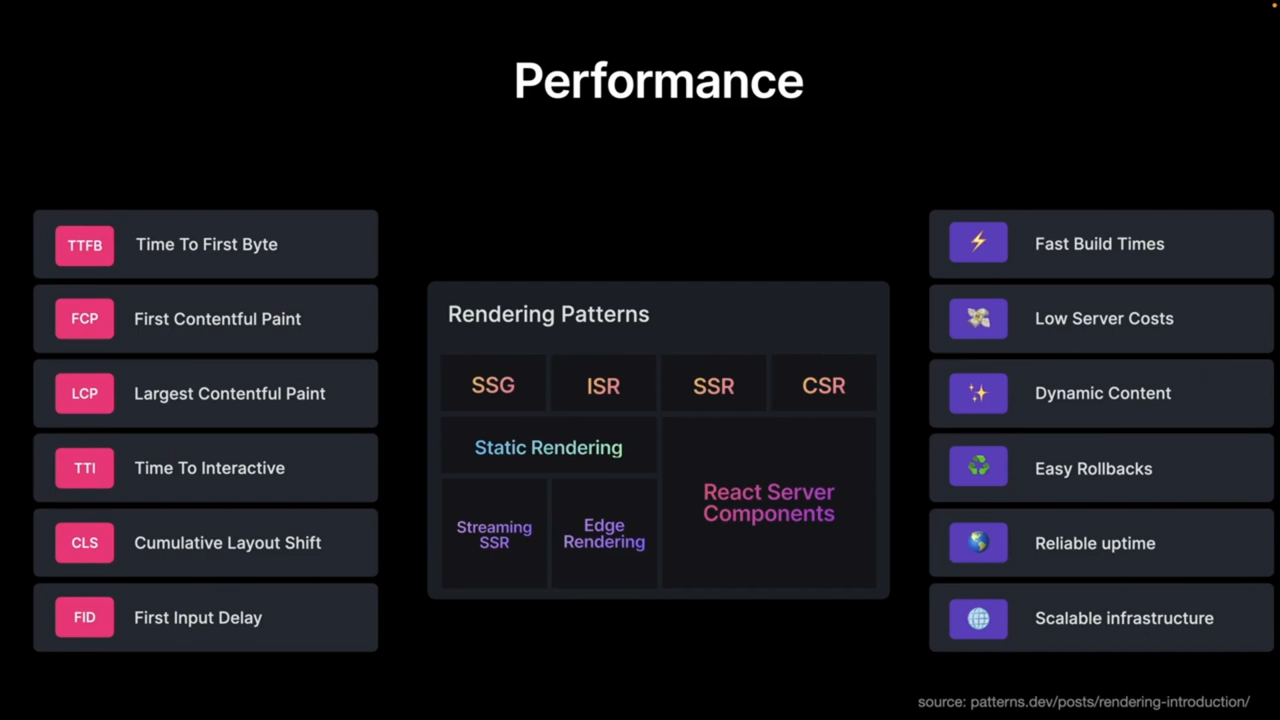 Performance
TTFB Time To First Byte
FCP First Contentful Paint
LCP Largest Contentful Paint
TTI Time To Interactive
CLS Cumulative Layout Shift
FID First Input Delay
Rendering Patterns
SSG ISR SSR CSR
Static Rendering
Streaming
SSR
Edge
Rendering
React Server
Components
Fast Build Times
Low Server Costs
Dynamic Content
Easy Rollbacks
Reliable uptime
Scalable infrastructure
source: patterns.dev/posts/rendering-introduction/